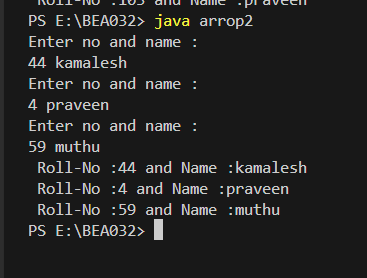 Roll-No :103 and Name :praveen
PS E:\BEA032> java arrop2
Enter no and name :
44 kamalesh
Enter no and name :
4 praveen
Enter no and name :
59 muthu
Roll-No :44 and Name :kamalesh
Roll-No :4 and Name :praveen
Roll-No :59 and Name :muthu
PS E:\BEA032>